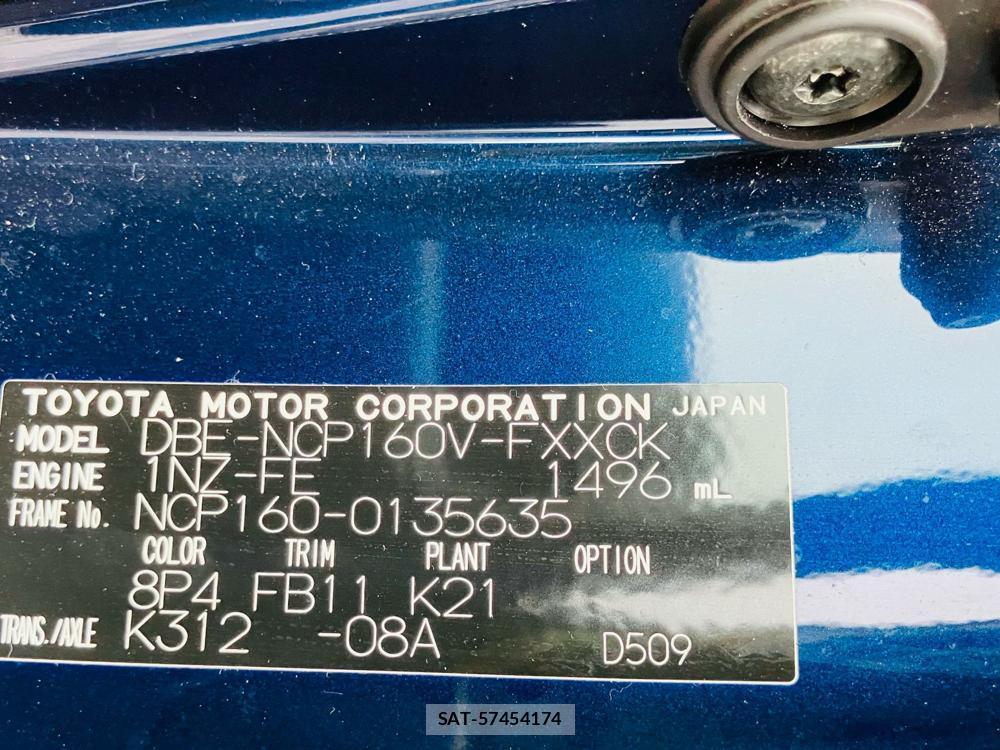 TOYOTA MOTOR CORPORATION JAPAN
MODEL DBE-NCP160V-FXXCK
ENGINE 1NZ-FE 1496 mL
FRAME No. NCP160-0135635
COLOR TRIM PLANT OPTION
8P4 FB11 K21
TRANS./AXLE K312 -08A D509
SAT-57454174